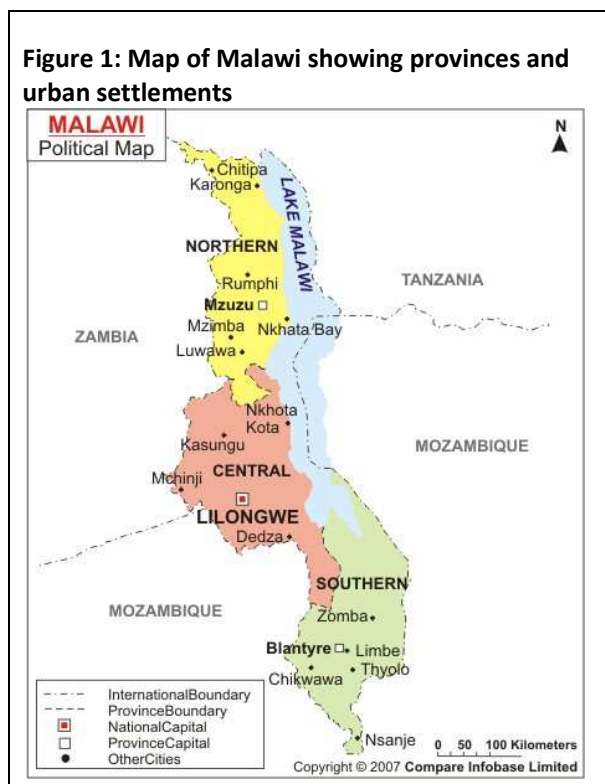 Figure 1: Map of Malawi showing provinces and
urban settlements
MALAWI
Political Map
N
Chitipa
Karonga
LAKE MALAWI
NORTHERN
TANZANIA
Rumphi
Mzuzu
Nkhata Bay
ZAMBIA
Mzimba
Luwawa
Nkhota
Kota
Kasungu
MOZAMBIQUE
CENTRAL
Mchinji
LILONGWE
Dedza
SOUTHERN
MOZAMBIQUE
Zomba
Blantyre
Limbe
Thyolo
Chikwawa
InternationalBoundary
ProvinceBoundary
NationalCapital
ProvinceCapital
OtherCities
Nsanje
0 50 100 Kilometers
Copyright © 2007 Compare Infobase Limited